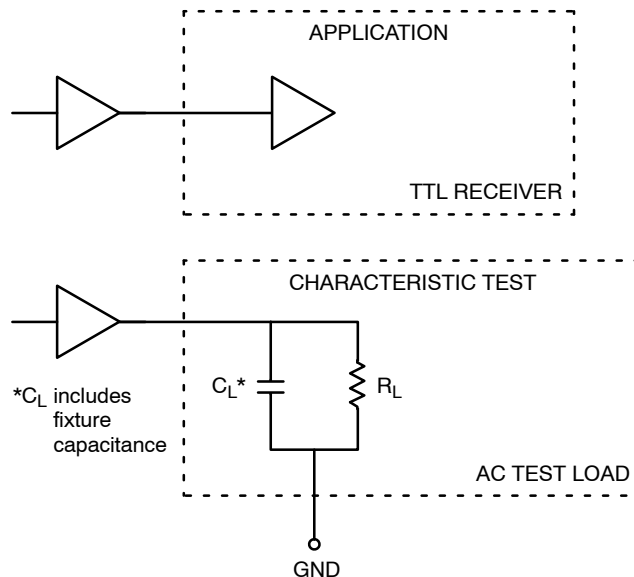 APPLICATION
TTL RECEIVER
CHARACTERISTIC TEST
*CL includes
fixture
capacitance
CL*
RL
AC TEST LOAD
GND